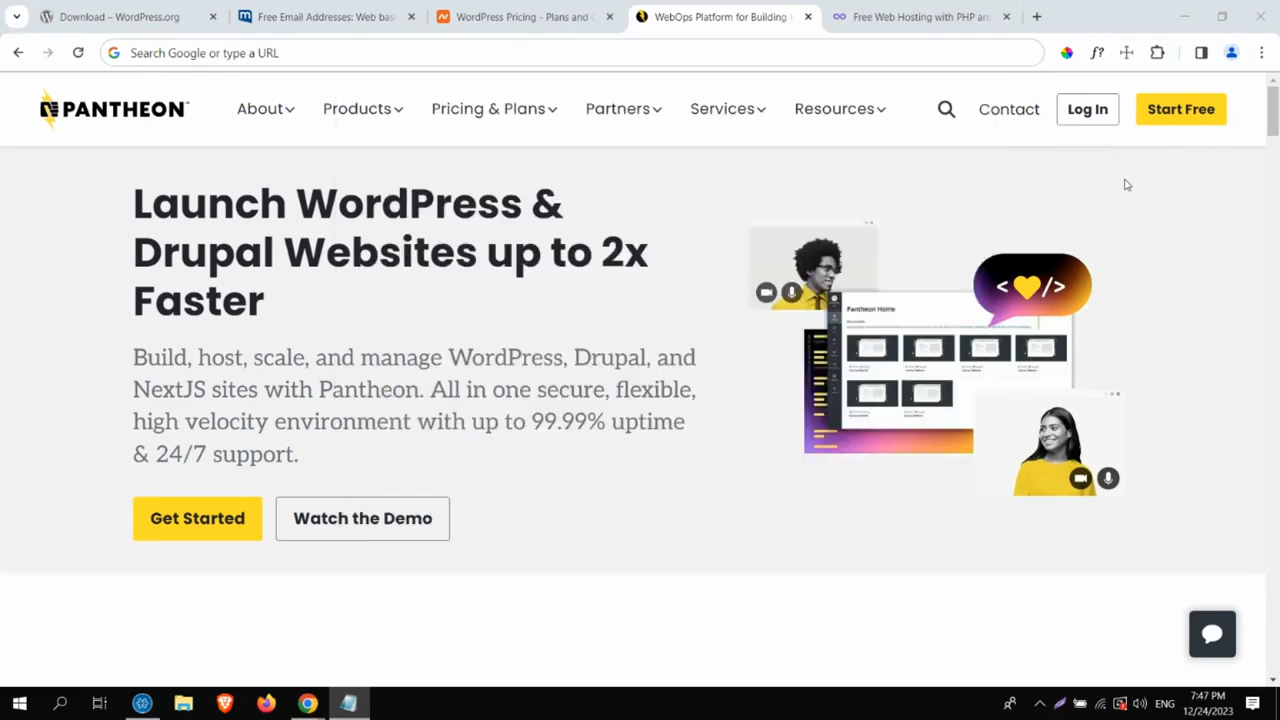 Download – WordPress.org
Free Email Addresses: Web bas
WordPress Pricing - Plans and
WebOps Platform for Building
Free Web Hosting with PHP an
Search Google or type a URL
f?
PANTHEON
About
Products
Pricing & Plans
Partners
Services
Resources
Contact
Log In
Start Free
Launch WordPress &
Drupal Websites up to 2x
Faster
Build, host, scale, and manage WordPress, Drupal, and
NextJS sites with Pantheon. All in one secure, flexible,
high velocity environment with up to 99.99% uptime
& 24/7 support.
Get Started
Watch the Demo
Pantheon Home
< />
ENG
7:47 PM
12/24/2023